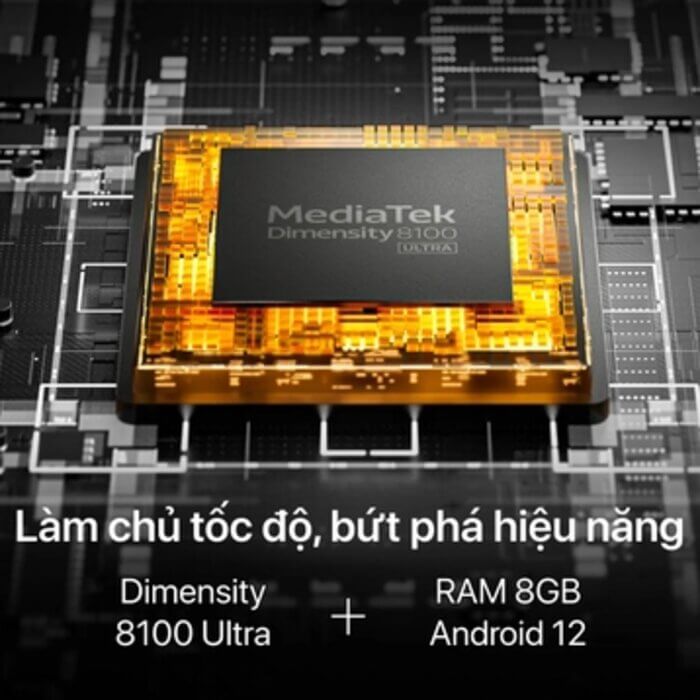 MediaTek
Dimensity 8100
ULTRA
Làm chủ tốc độ, bứt phá hiệu năng
Dimensity
8100 Ultra
+
RAM 8GB
Android 12